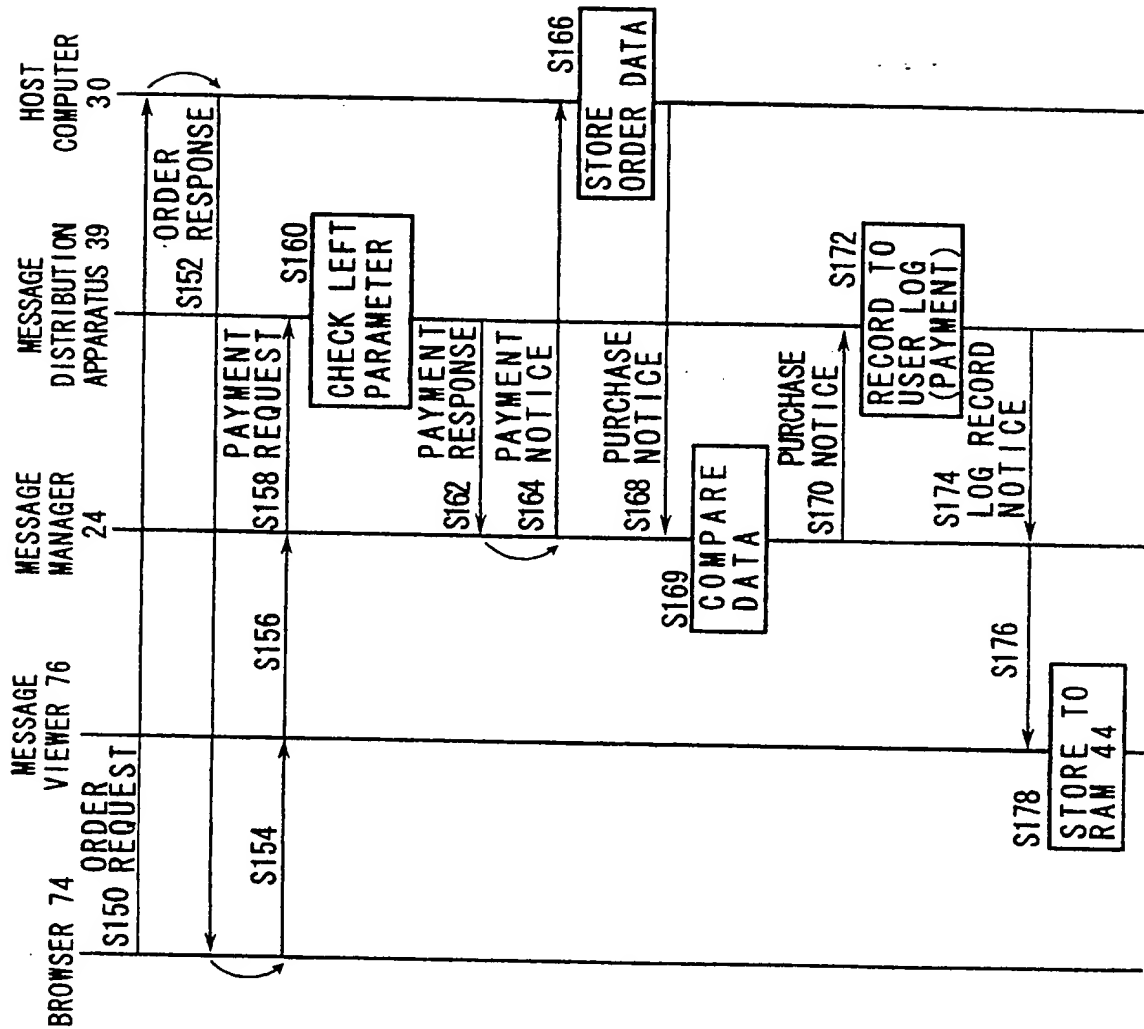 BROWSER 74
MESSAGE
VIEWER 76
MESSAGE
MANAGER
24
MESSAGE
DISTRIBUTION
APPARATUS 39
HOST
COMPUTER
30
ORDER
S150 REQUEST
S152 ORDER
RESPONSE
S154
S156
PAYMENT
S158 REQUEST
S160
CHECK LEFT
PARAMETER
PAYMENT
S162 RESPONSE
PAYMENT
S164 NOTICE
S166
STORE
ORDER DATA
PURCHASE
S168 NOTICE
S169
COMPARE
DATA
PURCHASE
S170 NOTICE
S172
RECORD TO
USER LOG
(PAYMENT)
S174
LOG RECORD
NOTICE
S176
S178
STORE TO
RAM 44